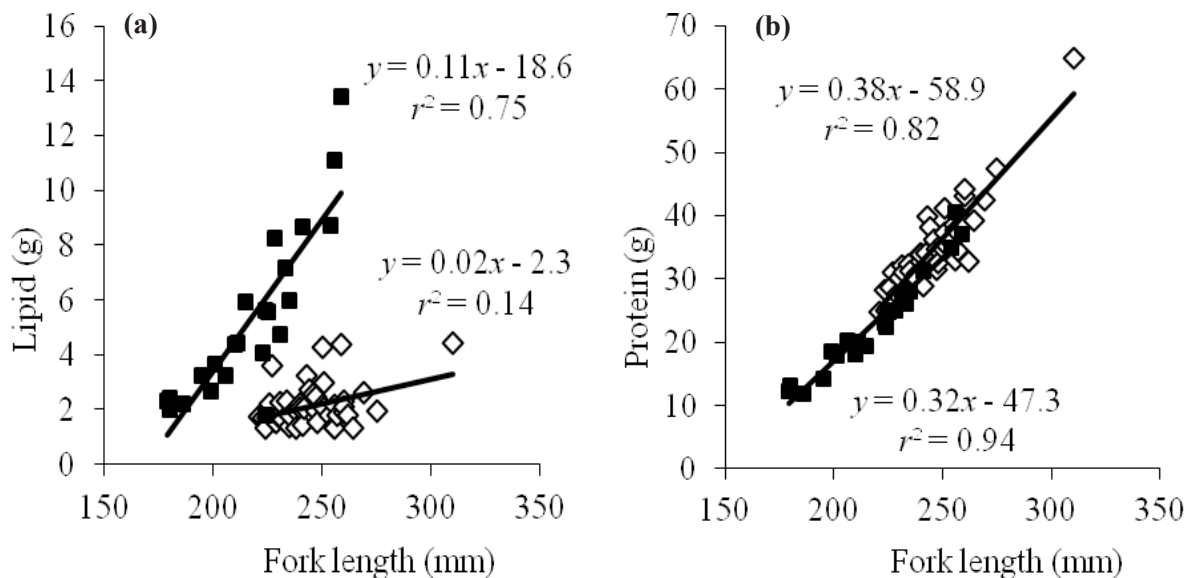 (a)
16
14
12
10
8
6
4
2
0
Lipid (g)
y = 0.11x - 18.6
r² = 0.75
y = 0.02x - 2.3
r² = 0.14
150 200 250 300 350
Fork length (mm)
(b)
70
60
50
40
30
20
10
0
Protein (g)
y = 0.38x - 58.9
r² = 0.82
y = 0.32x - 47.3
r² = 0.94
150 200 250 300 350
Fork length (mm)